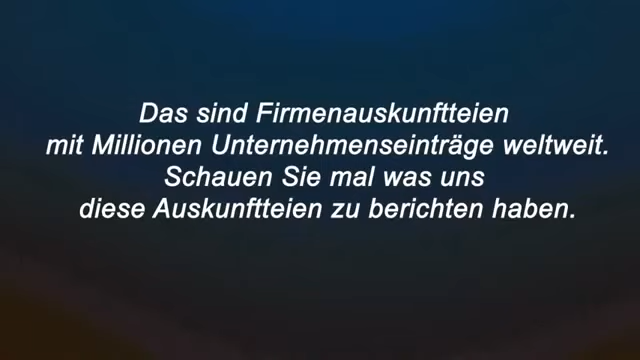 Das sind Firmenauskunftteien
mit Millionen Unternehmenseinträge weltweit.
Schauen Sie mal was uns
diese Auskunftteien zu berichten haben.